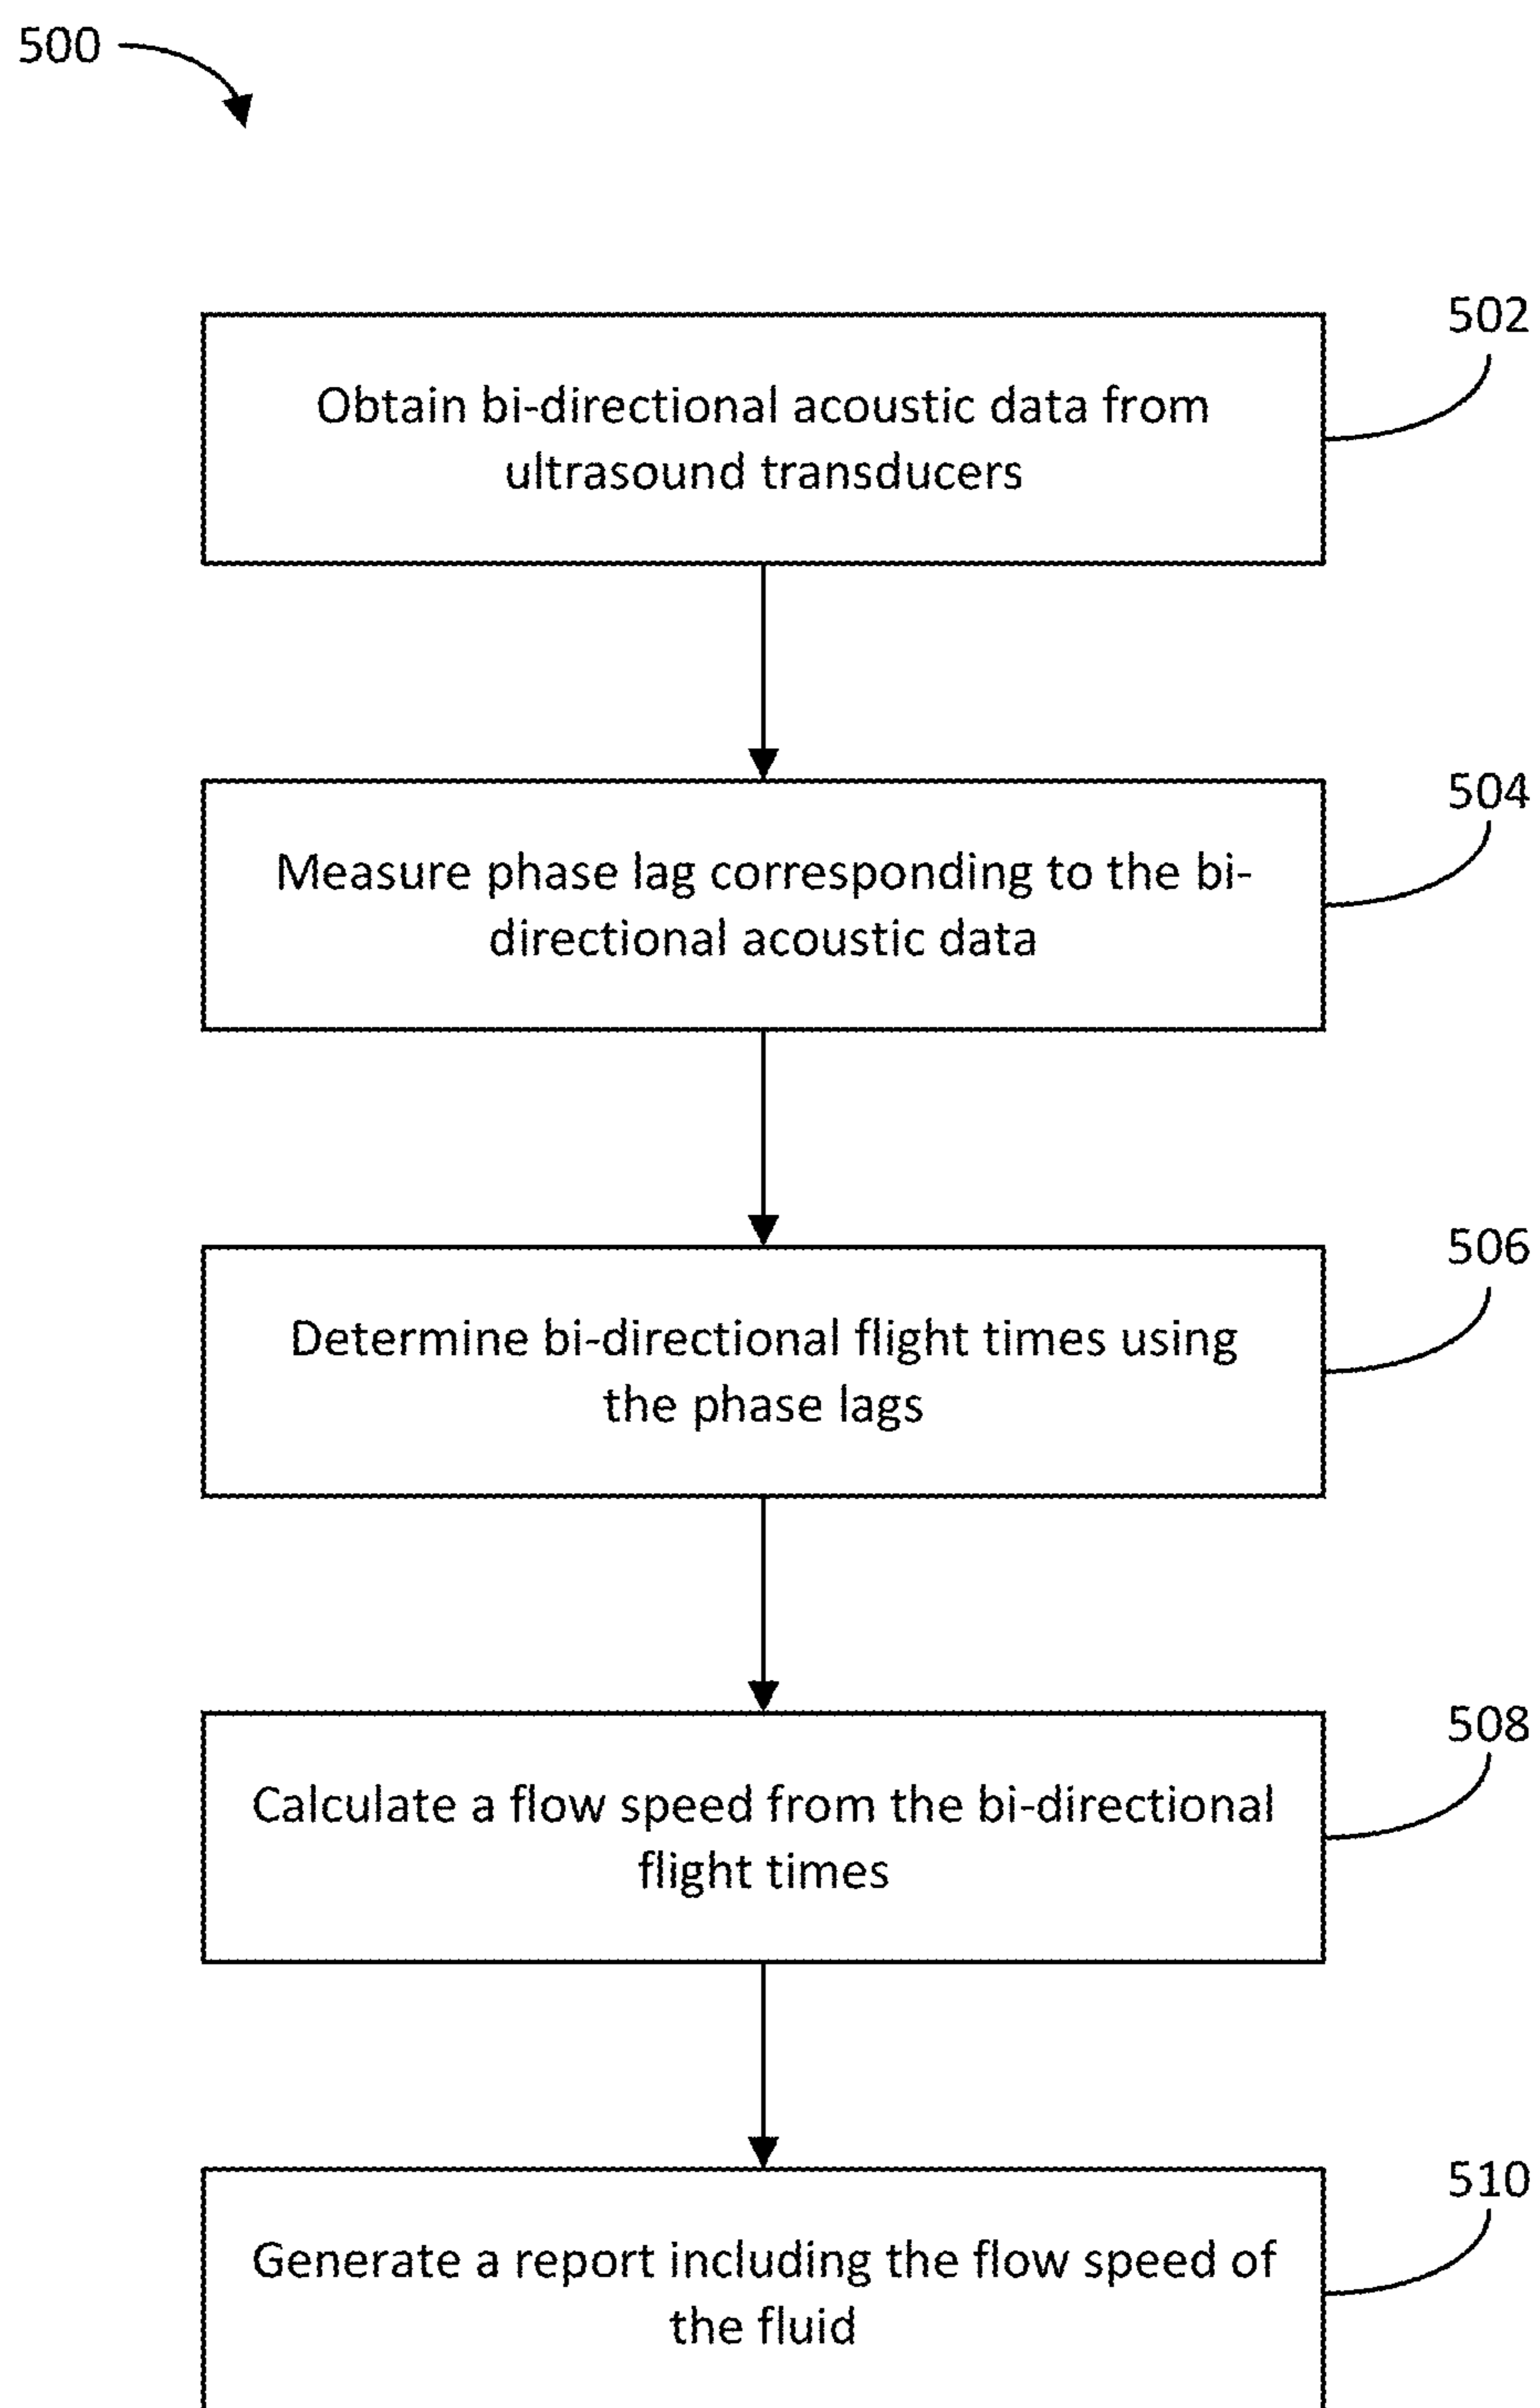 500
502
Obtain bi-directional acoustic data from
ultrasound transducers
504
Measure phase lag corresponding to the bi-
directional acoustic data
506
Determine bi-directional flight times using
the phase lags
508
Calculate a flow speed from the bi-directional
flight times
510
Generate a report including the flow speed of
the fluid